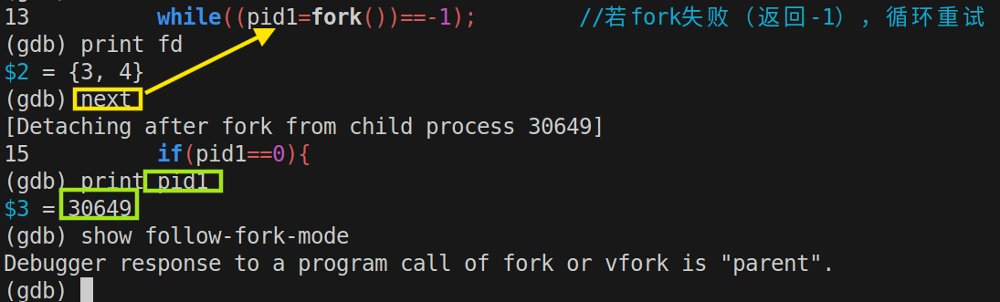 13          while((pid1=fork())==-1);        //若fork失败（返回-1），循环重试
(gdb) print fd
$2 = {3, 4}
(gdb) next
[Detaching after fork from child process 30649]
15          if(pid1==0){
(gdb) print pid1
$3 = 30649
(gdb) show follow-fork-mode
Debugger response to a program call of fork or vfork is "parent".
(gdb)